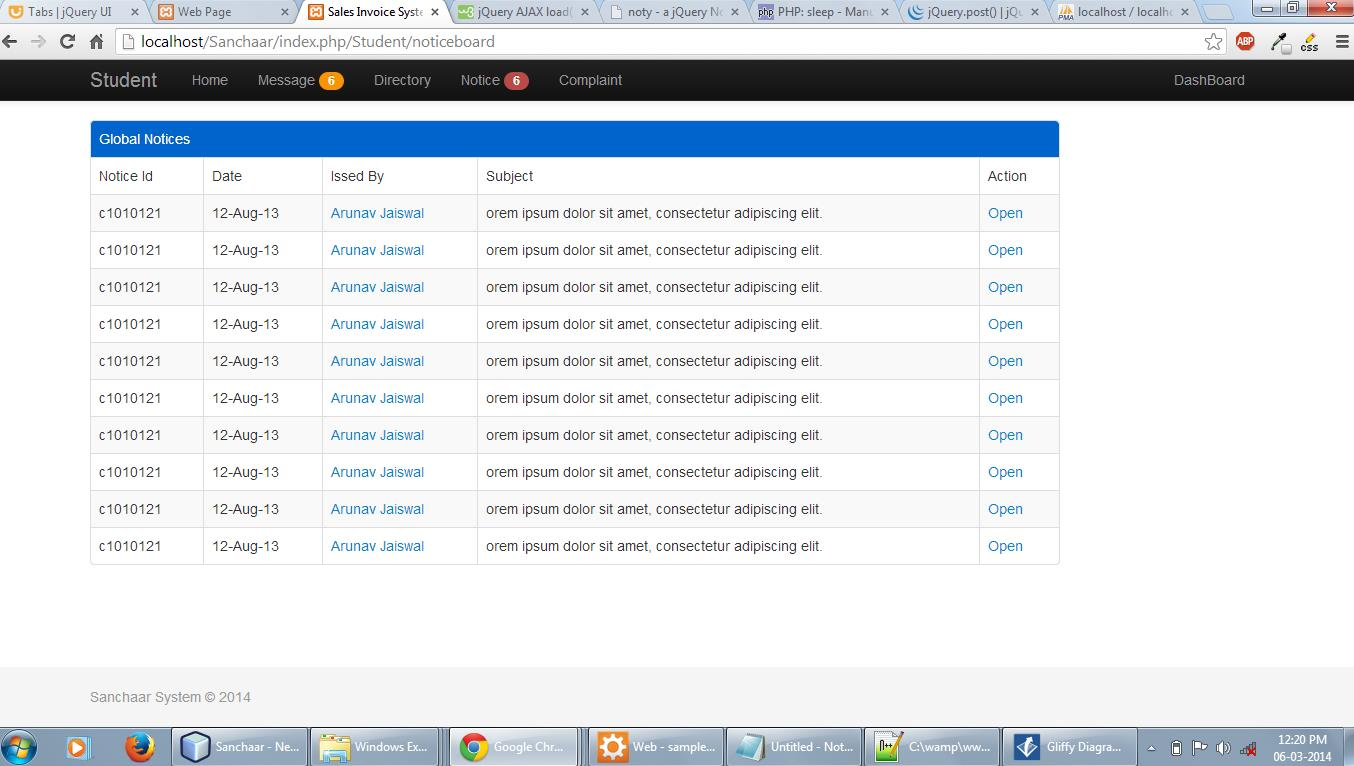 Tabs | jQuery UI
Web Page
Sales Invoice Syste
jQuery AJAX load(
noty - a jQuery
PHP: sleep - Manu
jQuery.post() | jQ
localhost / localh
localhost/Sanchaar/index.php/Student/noticeboard
ABP
css
Student Home Message 6 Directory Notice 6 Complaint DashBoard
Global Notices
Notice Id Date Issed By Subject Action
c1010121 12-Aug-13 Arunav Jaiswal orem ipsum dolor sit amet, consectetur adipiscing elit. Open
c1010121 12-Aug-13 Arunav Jaiswal orem ipsum dolor sit amet, consectetur adipiscing elit. Open
c1010121 12-Aug-13 Arunav Jaiswal orem ipsum dolor sit amet, consectetur adipiscing elit. Open
c1010121 12-Aug-13 Arunav Jaiswal orem ipsum dolor sit amet, consectetur adipiscing elit. Open
c1010121 12-Aug-13 Arunav Jaiswal orem ipsum dolor sit amet, consectetur adipiscing elit. Open
c1010121 12-Aug-13 Arunav Jaiswal orem ipsum dolor sit amet, consectetur adipiscing elit. Open
c1010121 12-Aug-13 Arunav Jaiswal orem ipsum dolor sit amet, consectetur adipiscing elit. Open
c1010121 12-Aug-13 Arunav Jaiswal orem ipsum dolor sit amet, consectetur adipiscing elit. Open
c1010121 12-Aug-13 Arunav Jaiswal orem ipsum dolor sit amet, consectetur adipiscing elit. Open
c1010121 12-Aug-13 Arunav Jaiswal orem ipsum dolor sit amet, consectetur adipiscing elit. Open
Sanchaar System © 2014
Sanchaar - Ne...
Windows Ex...
Google Chr...
Web - sample...
Untitled - Not...
C:\wamp\ww...
Gliffy Diagra...
12:20 PM
06-03-2014